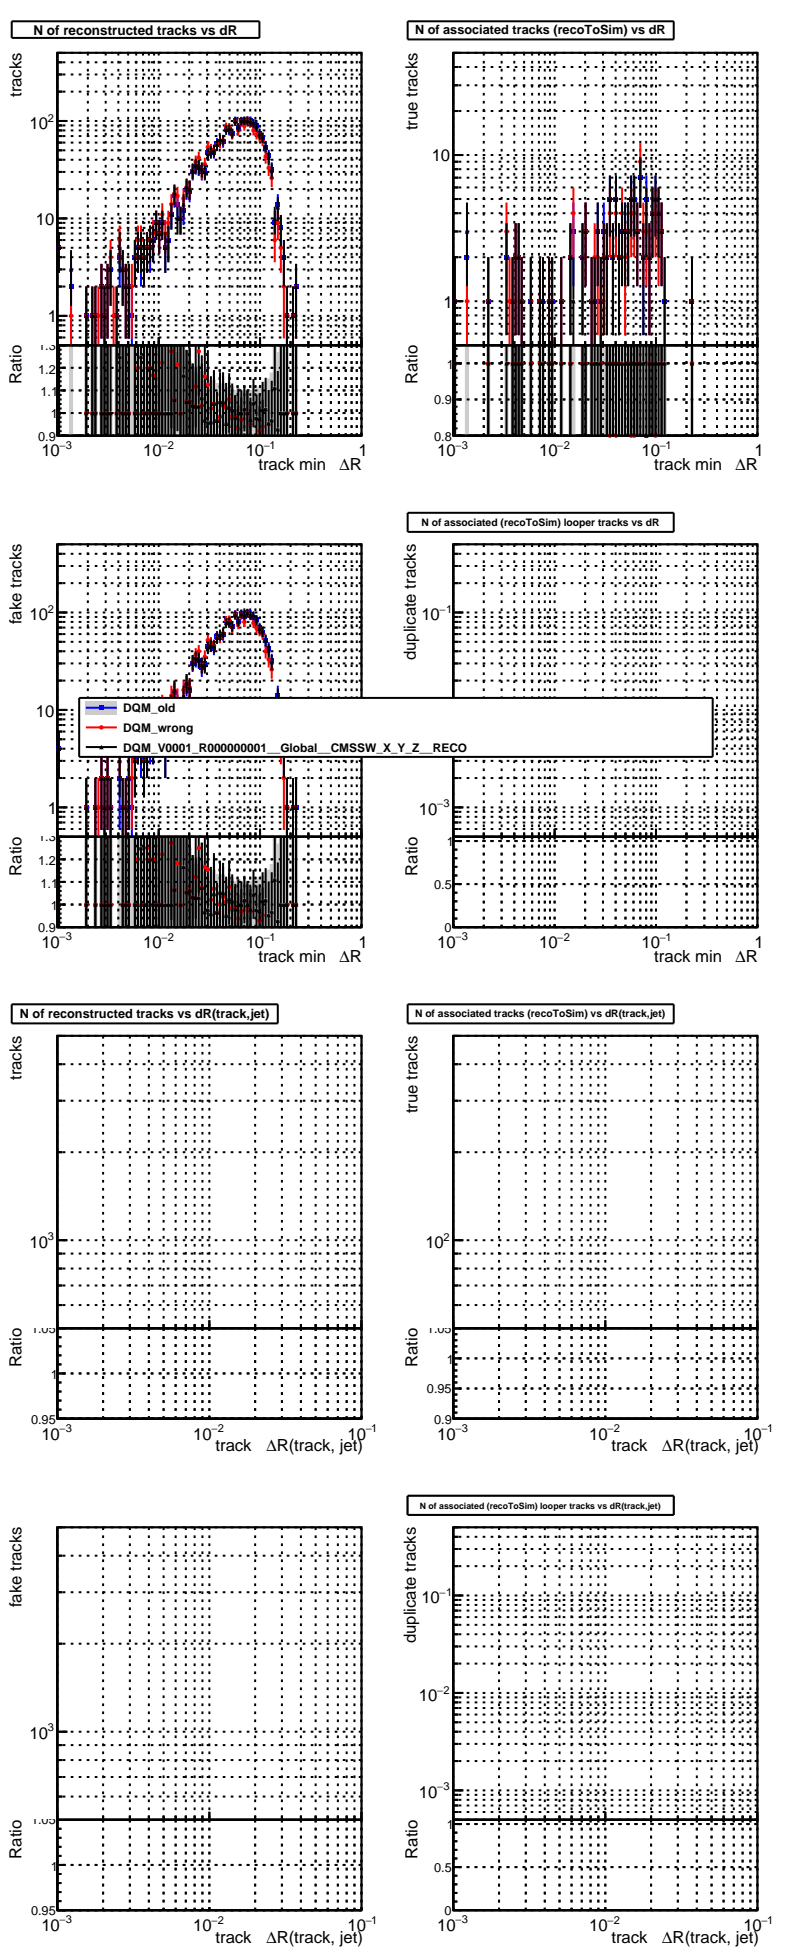 N of reconstructed tracks vs dR
tracks
10²
10
1
Ratio
1.3
1.2
1.1
1
0.9
10⁻³ 10⁻² 10⁻¹ 1
track min ΔR
N of associated tracks (recoToSim) vs dR
true tracks
10
1
Ratio
1
0.9
0.8
10⁻³ 10⁻² 10⁻¹ 1
track min ΔR
fake tracks
10²
10
1
Ratio
1.3
1.2
1.1
1
0.9
10⁻³ 10⁻² 10⁻¹ 1
track min ΔR
N of associated (recoToSim) looper tracks vs dR
duplicate tracks
10⁻¹
10⁻³
Ratio
1
0.5
0
10⁻³ 10⁻² 10⁻¹ 1
track min ΔR
DQM_old
DQM_wrong
DQM_V0001_R000000001__Global__CMSSW_X_Y_Z__RECO
N of reconstructed tracks vs dR(track,jet)
tracks
10³
Ratio
1.05
1
0.95
10⁻³ 10⁻² 10⁻¹
track ΔR(track, jet)
N of associated tracks (recoToSim) vs dR(track,jet)
true tracks
10²
Ratio
1.05
1
0.95
0.9
10⁻³ 10⁻² 10⁻¹
track ΔR(track, jet)
fake tracks
10³
Ratio
1.05
1
0.95
10⁻³ 10⁻² 10⁻¹
track ΔR(track, jet)
N of associated (recoToSim) looper tracks vs dR(track,jet)
duplicate tracks
10⁻¹
10⁻²
10⁻³
Ratio
1
0.5
0
10⁻³ 10⁻² 10⁻¹
track ΔR(track, jet)